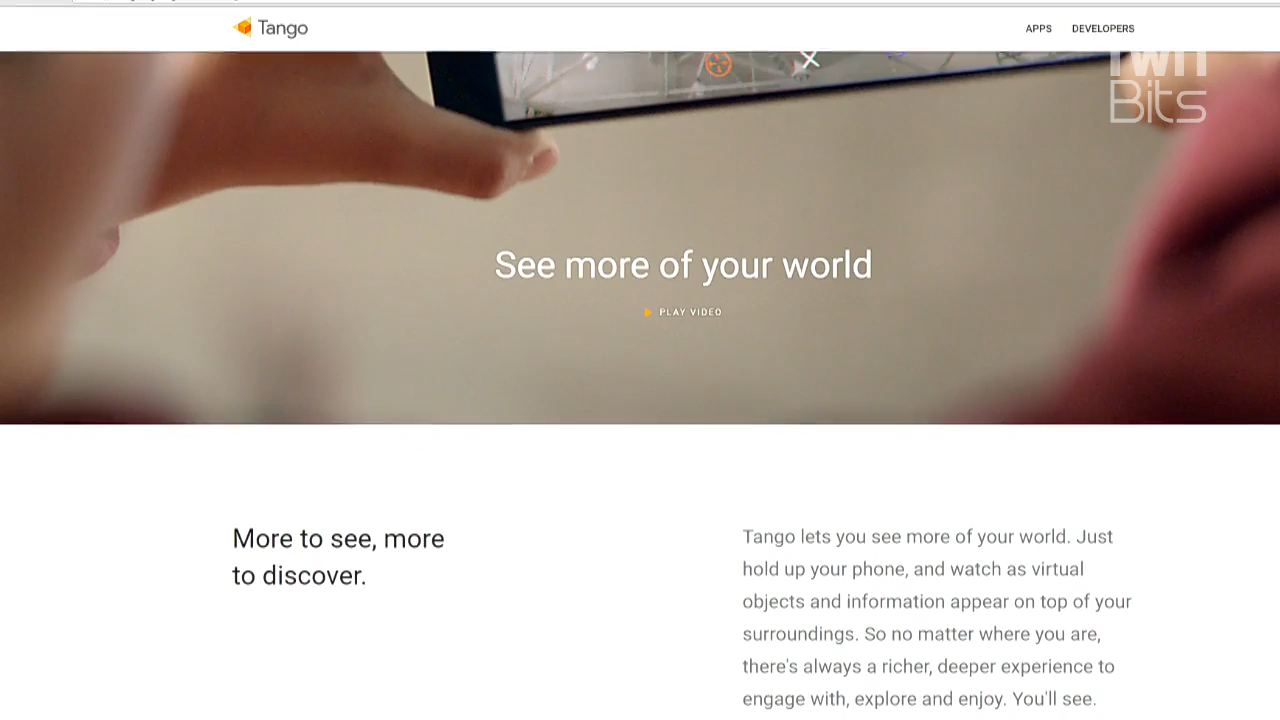 Tango
APPS DEVELOPERS
TWiT
Bits
See more of your world
PLAY VIDEO
More to see, more
to discover.
Tango lets you see more of your world. Just
hold up your phone, and watch as virtual
objects and information appear on top of your
surroundings. So no matter where you are,
there's always a richer, deeper experience to
engage with, explore and enjoy. You'll see.